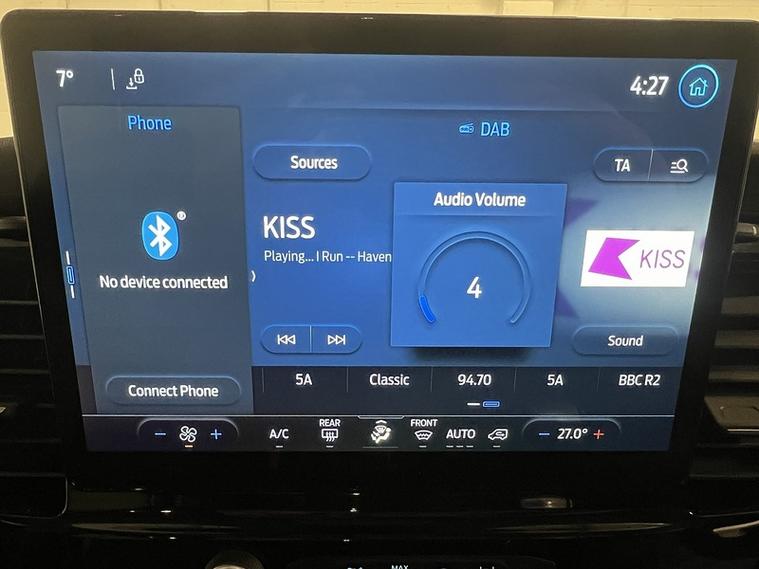 7°
4:27
Phone
DAB
Sources
TA
Audio Volume
KISS
Playing... I Run -- Haven
4
KISS
No device connected
Sound
Connect Phone
5A
Classic
94.70
5A
BBC R2
A/C
REAR
FRONT
AUTO
27.0°
MAX